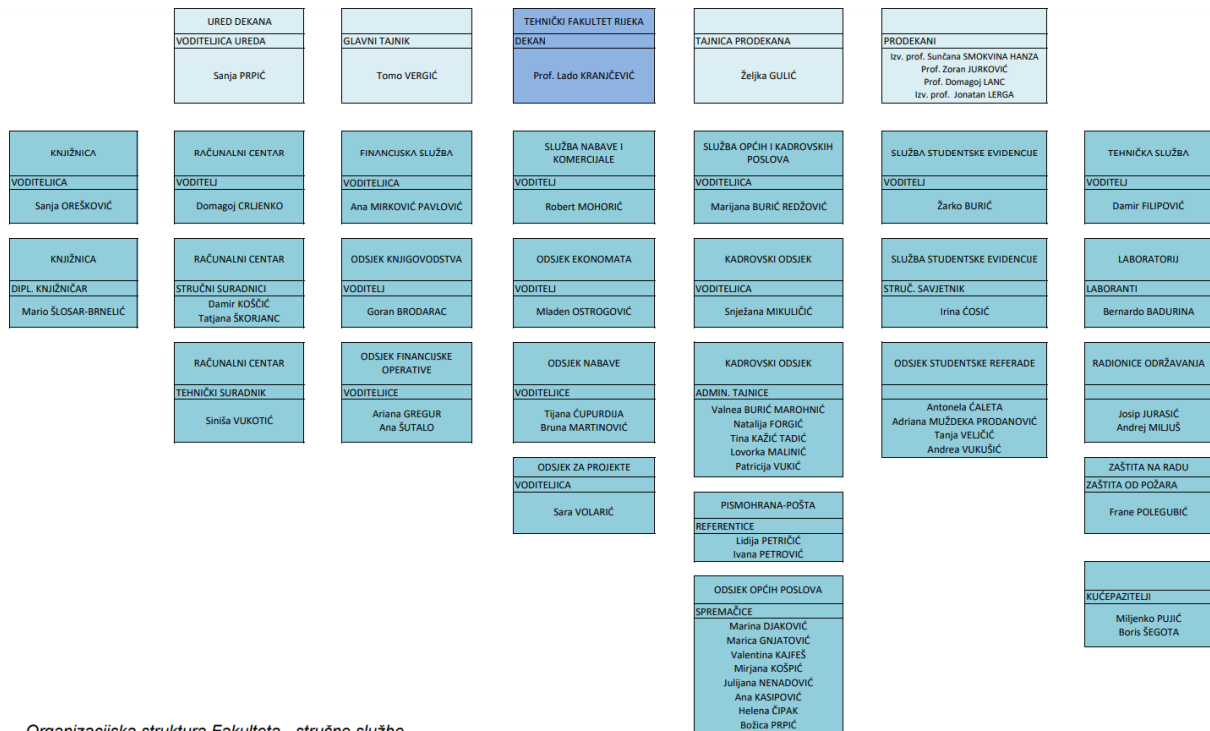 URED DEKANA
VODITELJICA UREDA
Sanja PRPIĆ
GLAVNI TAJNIK
Tomo VERGIĆ
TEHNIČKI FAKULTET RIJEKA
DEKAN
Prof. Lado KRANJČEVIĆ
TAJNICA PRODEKANA
Željka GULIĆ
PRODEKANI
Izv. prof. Sunčana SMOKVINA HANZA
Prof. Zoran JURKOVIĆ
Prof. Domagoj LANC
Izv. prof. Jonatan LERGA
KNJIŽNICA
VODITELJICA
Sanja OREŠKOVIĆ
RAČUNALNI CENTAR
VODITELJ
Domagoj CRLJENKO
FINANCIJSKA SLUŽBA
VODITELJICA
Ana MIRKOVIĆ PAVLOVIĆ
SLUŽBA NABAVE I
KOMERCIJALE
VODITELJ
Robert MOHORIĆ
SLUŽBA OPĆIH I KADROVSKIH
POSLOVA
VODITELJICA
Marijana BURIĆ REDŽOVIĆ
SLUŽBA STUDENTSKE EVIDENCIJE
VODITELJ
Žarko BURIĆ
TEHNIČKA SLUŽBA
VODITELJ
Damir FILIPOVIĆ
KNJIŽNICA
DIPL. KNJIŽNIČAR
Mario ŠLOSAR-BRNELIĆ
RAČUNALNI CENTAR
STRUČNI SURADNICI
Damir KOŠČIĆ
Tatjana ŠKORJANC
ODSJEK KNJIGOVODSTVA
VODITELJ
Goran BRODARAC
ODSJEK EKONOMATA
VODITELJ
Mladen OSTROGOVIĆ
KADROVSKI ODSJEK
VODITELJICA
Snježana MIKULIČIĆ
SLUŽBA STUDENTSKE EVIDENCIJE
STRUČ. SAVJETNIK
Irina ĆOSIĆ
LABORATORIJ
LABORANTI
Bernardo BADURINA
RAČUNALNI CENTAR
TEHNIČKI SURADNIK
Siniša VUKOTIĆ
ODSJEK FINANCIJSKE
OPERATIVE
VODITELJICE
Ariana GREGUR
Ana ŠUTALO
ODSJEK NABAVE
VODITELJICE
Tijana ĆUPURDIJA
Bruna MARTINOVIĆ
KADROVSKI ODSJEK
ADMIN. TAJNICE
Valnea BURIĆ MAROHNIĆ
Natalija FORGIĆ
Tina KAŽIĆ TADIĆ
Lovorka MALINIĆ
Patricija VUKIĆ
ODSJEK STUDENTSKE REFERADE
Antonela ĆALETA
Adriana MUŽDEKA PRODANOVIĆ
Tanja VELJČIĆ
Andrea VUKUŠIĆ
RADIONICE ODRŽAVANJA
Josip JURASIĆ
Andrej MILJUŠ
ODSJEK ZA PROJEKTE
VODITELJICA
Sara VOLARIĆ
ZAŠTITA NA RADU
ZAŠTITA OD POŽARA
Frane POLEGUBIĆ
PISMOHRANA-POŠTA
REFERENTICE
Lidija PETRIČIĆ
Ivana PETROVIĆ
KUĆEPAZITELJI
Miljenko PUJIĆ
Boris ŠEGOTA
ODSJEK OPĆIH POSLOVA
SPREMAČICE
Marina DJAKOVIĆ
Marica GNJATOVIĆ
Valentina KAJFEŠ
Mirjana KOŠPIĆ
Julijana NENADOVIĆ
Ana KASIPOVIĆ
Helena ČIPAK
Božica PRPIĆ
Organizacijska struktura Fakulteta - stručne službe